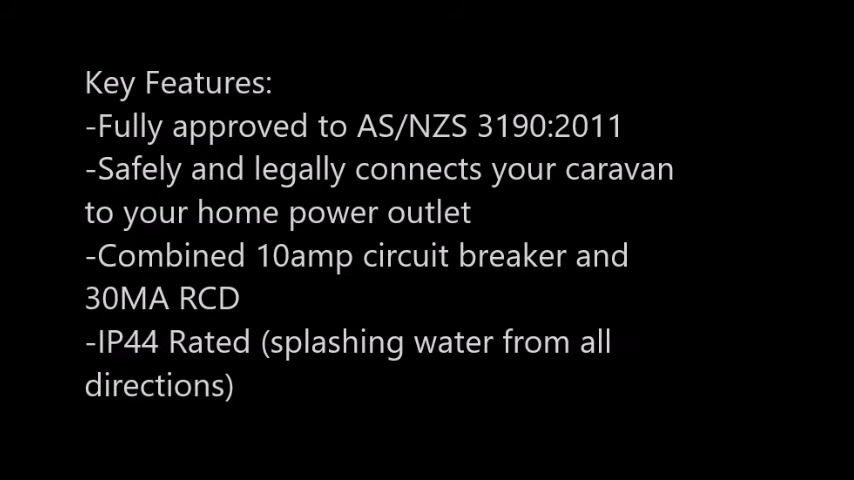 Key Features:
-Fully approved to AS/NZS 3190:2011
-Safely and legally connects your caravan
to your home power outlet
-Combined 10amp circuit breaker and
30MA RCD
-IP44 Rated (splashing water from all
directions)